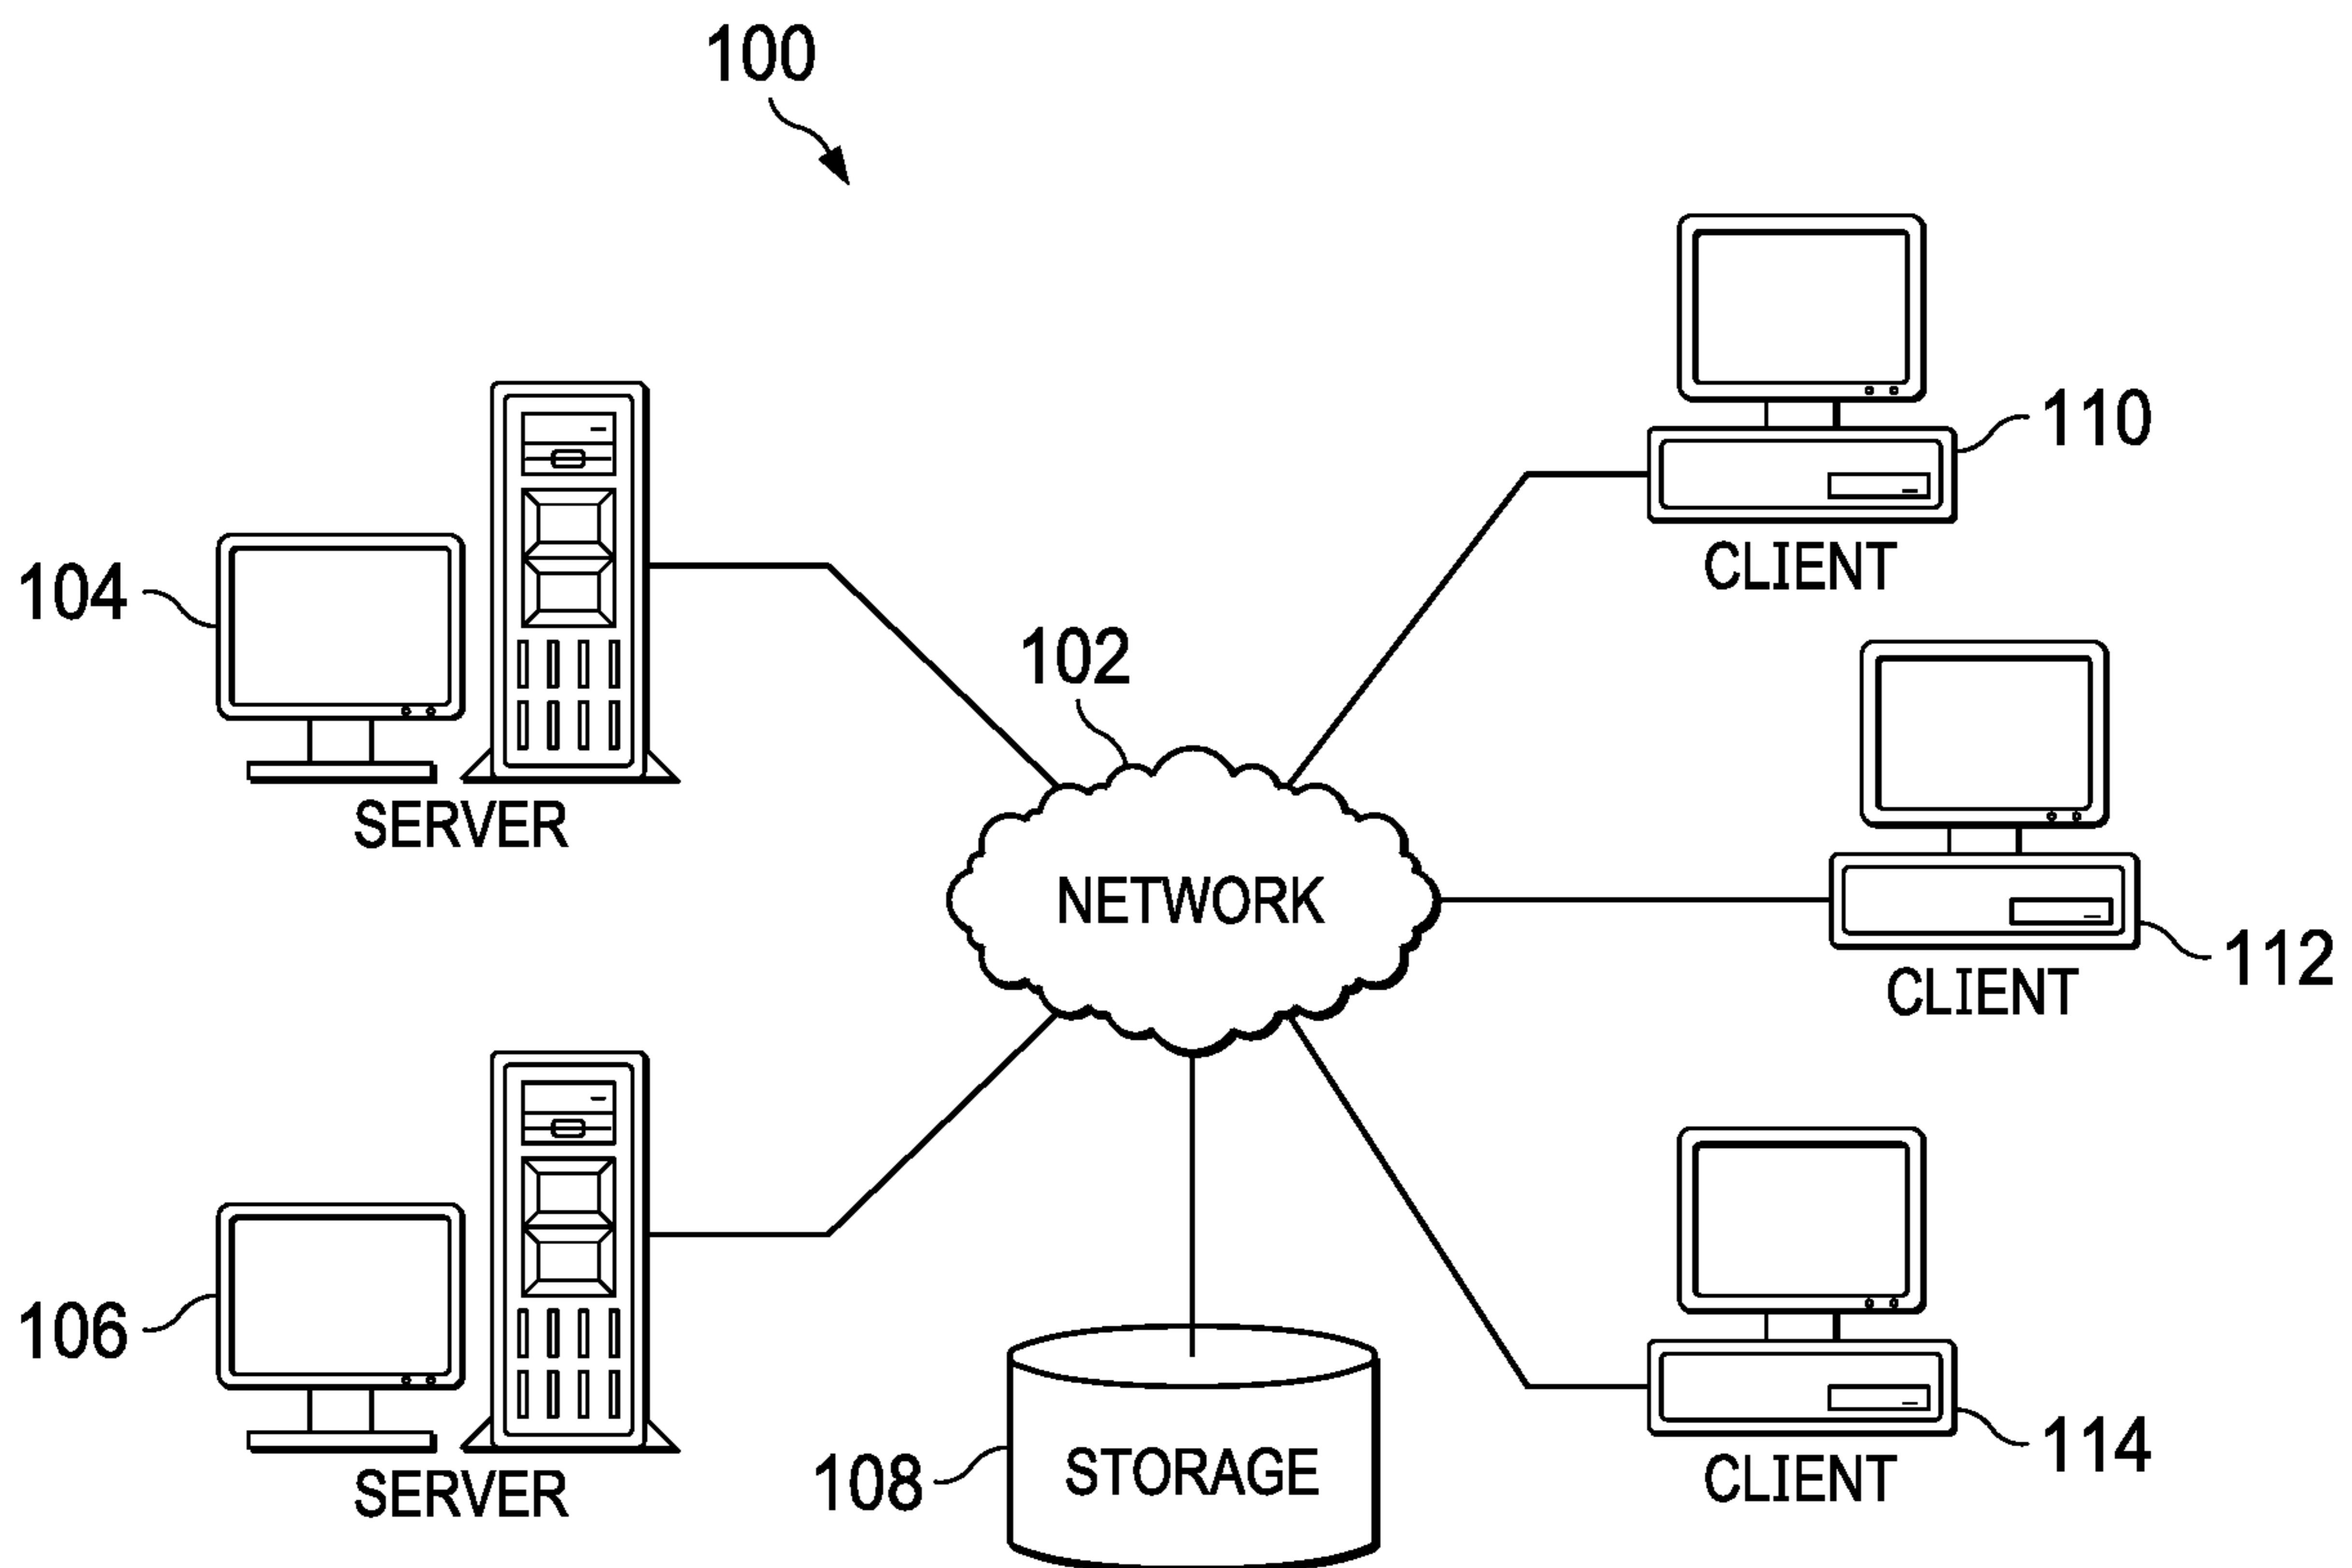 100
110
CLIENT
104
SERVER
102
NETWORK
112
CLIENT
106
SERVER
108
STORAGE
114
CLIENT